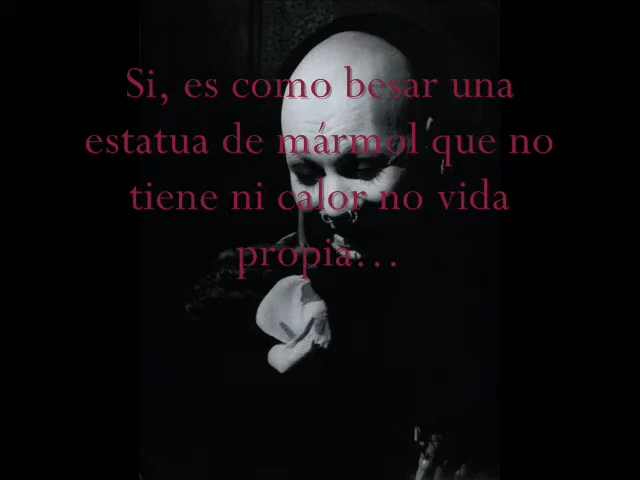 Si, es como besar una
estatua de mármol que no
tiene ni calor no vida
propia...